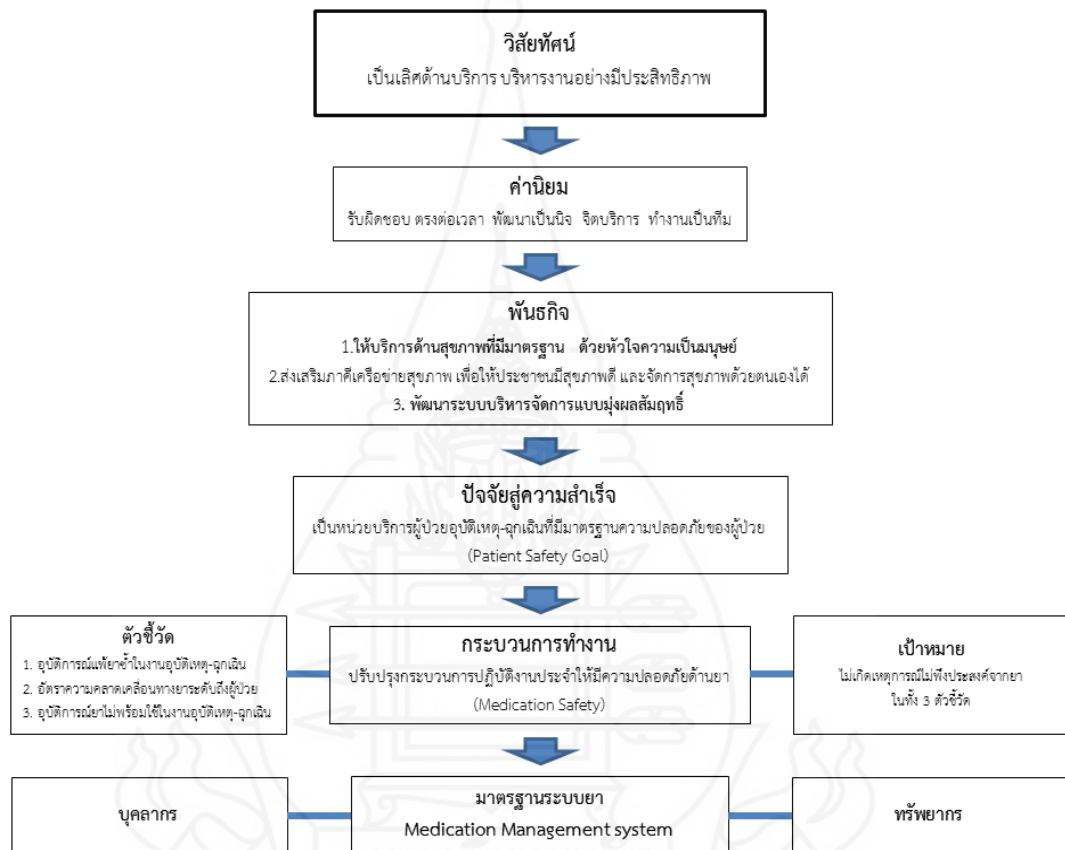 วิสัยทัศน์
เป็นเลิศด้านบริการ บริหารงานอย่างมีประสิทธิภาพ
ค่านิยม
รับผิดชอบ ตรงต่อเวลา พัฒนาเป็นนิจ จิตบริการ ทำงานเป็นทีม
พันธกิจ
1.ให้บริการด้านสุขภาพที่มีมาตรฐาน ด้วยหัวใจความเป็นมนุษย์
2.ส่งเสริมภาคีเครือข่ายสุขภาพ เพื่อให้ประชาชนมีสุขภาพดี และจัดการสุขภาพด้วยตนเองได้
3. พัฒนาระบบบริหารจัดการแบบมุ่งผลสัมฤทธิ์
ปัจจัยสู่ความสำเร็จ
เป็นหน่วยบริการผู้ป่วยอุบัติเหตุ-ฉุกเฉินที่มีมาตรฐานความปลอดภัยของผู้ป่วย
(Patient Safety Goal)
ตัวชี้วัด
1. อุบัติการณ์แพ้ยาซ้ำในงานอุบัติเหตุ-ฉุกเฉิน
2. อัตราความคลาดเคลื่อนทางยาระดับถึงผู้ป่วย
3. อุบัติการณ์ยาไม่พร้อมใช้ในงานอุบัติเหตุ-ฉุกเฉิน
กระบวนการทำงาน
ปรับปรุงกระบวนการปฏิบัติงานประจำให้มีความปลอดภัยด้านยา
(Medication Safety)
เป้าหมาย
ไม่เกิดเหตุการณ์ไม่พึงประสงค์จากยา
ในทั้ง 3 ตัวชี้วัด
บุคลากร
มาตรฐานระบบยา
Medication Management system
ทรัพยากร